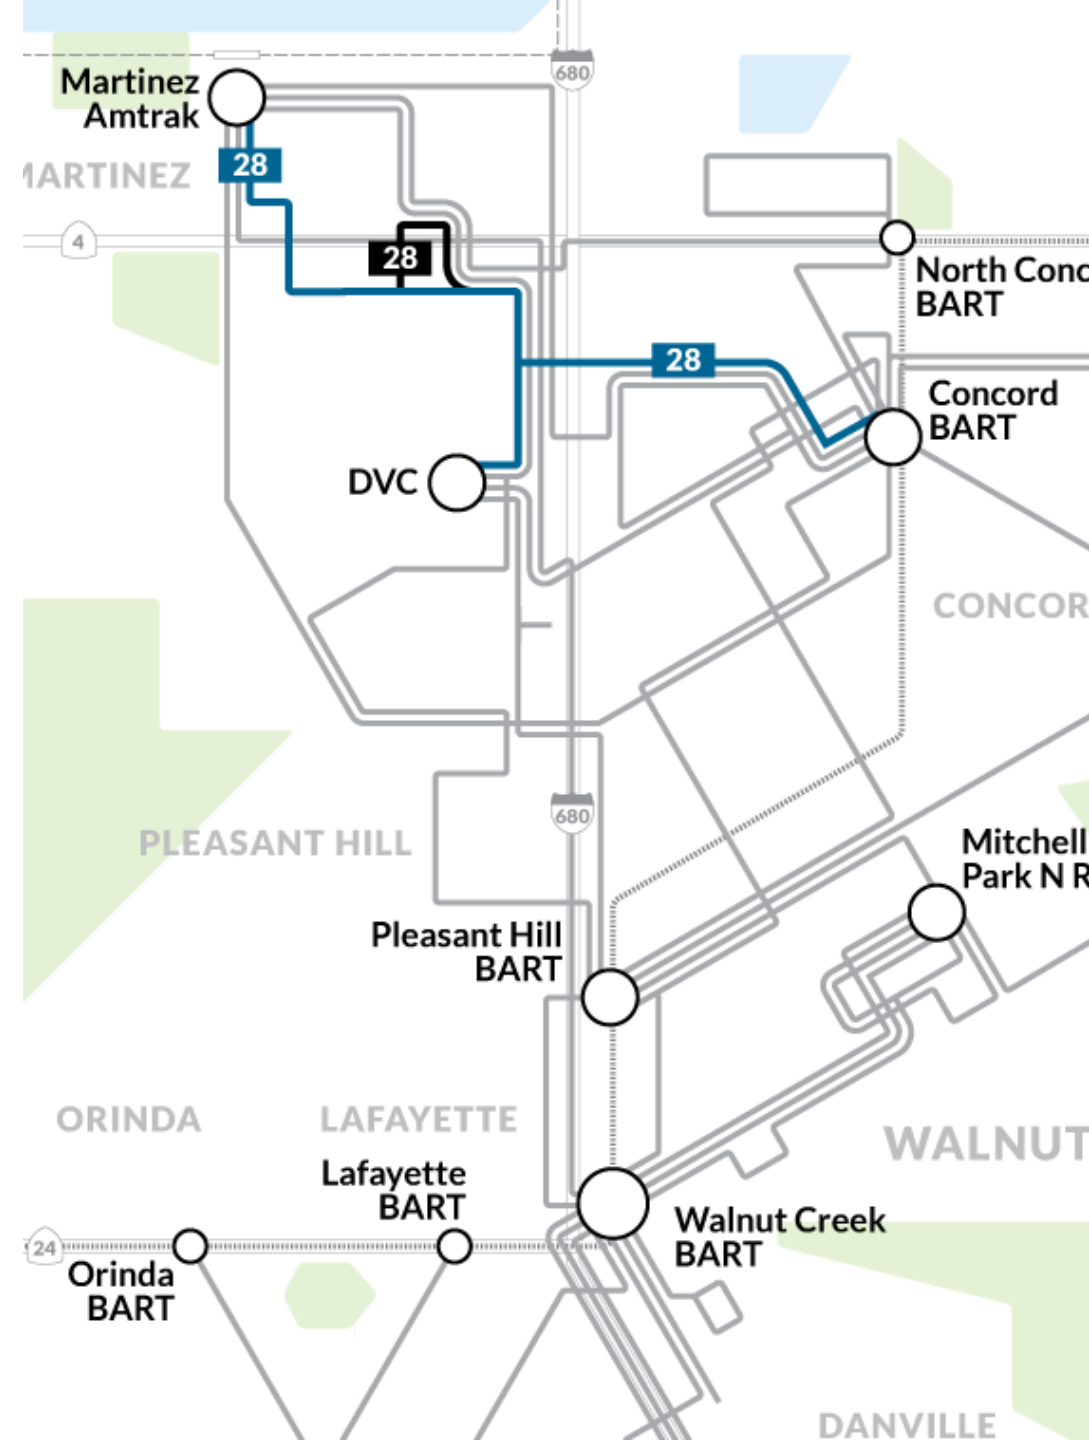 680
Martinez
Amtrak
28
MARTINEZ
4
28
North Conc
BART
28
Concord
BART
DVC
CONCOR
680
PLEASANT HILL
Mitchell
Park N R
Pleasant Hill
BART
ORINDA
LAFAYETTE
WALNUT
Lafayette
BART
Walnut Creek
BART
24
Orinda
BART
DANVILLE